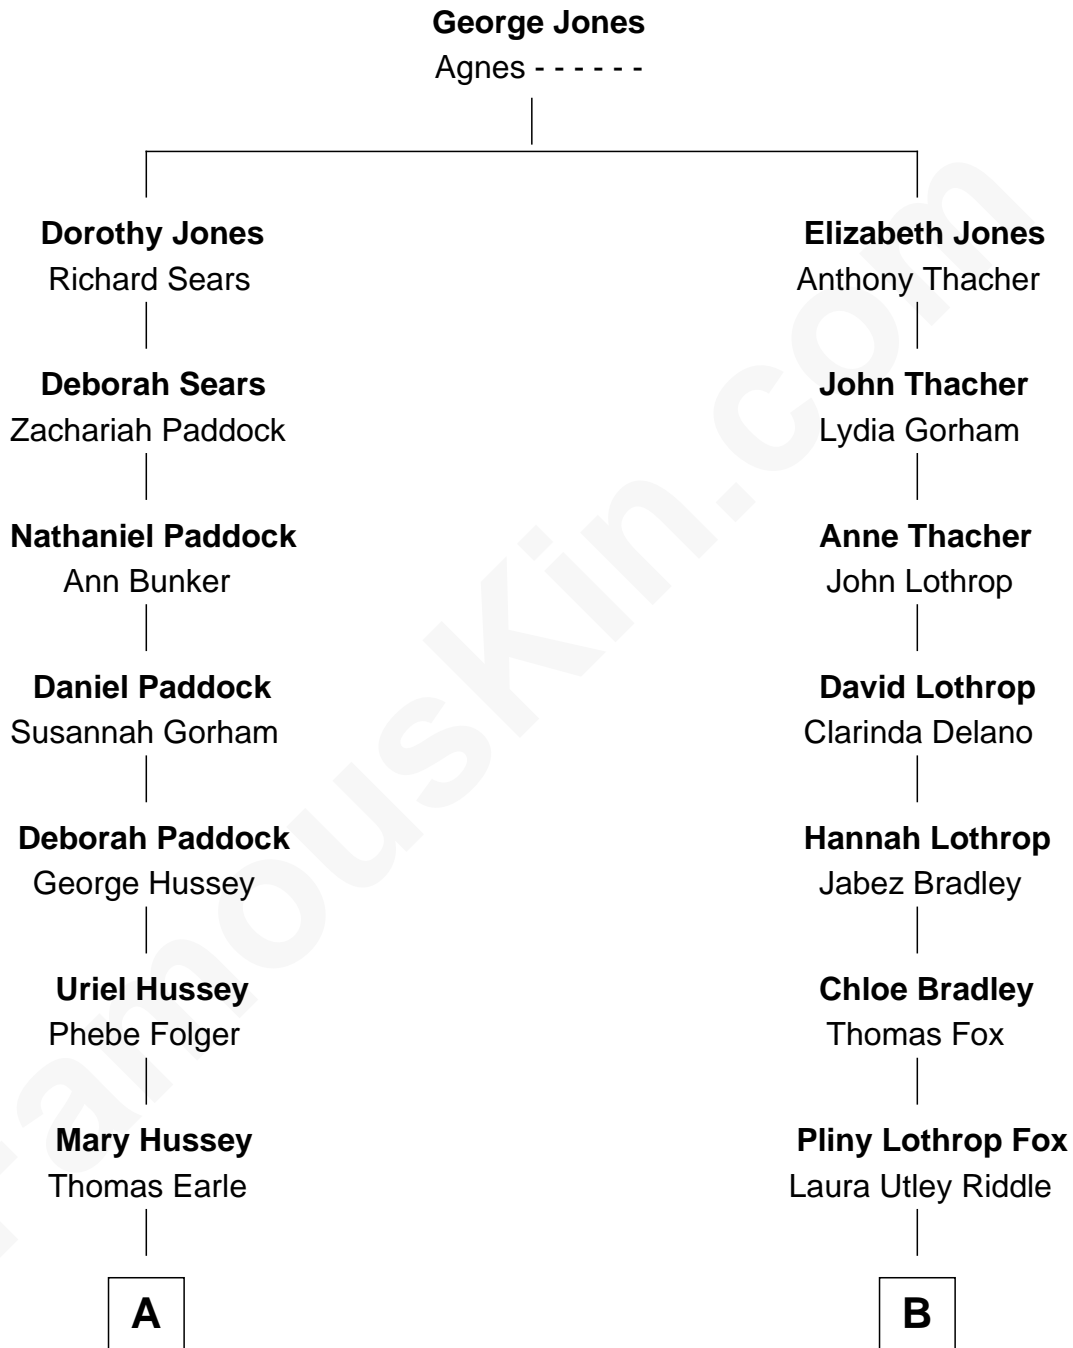 George Jones
Agnes - - - - - -
Dorothy Jones
Richard Sears
Elizabeth Jones
Anthony Thacher
Deborah Sears
Zachariah Paddock
John Thacher
Lydia Gorham
Nathaniel Paddock
Ann Bunker
Anne Thacher
John Lothrop
Daniel Paddock
Susannah Gorham
David Lothrop
Clarinda Delano
Deborah Paddock
George Hussey
Hannah Lothrop
Jabez Bradley
Uriel Hussey
Phebe Folger
Chloe Bradley
Thomas Fox
Mary Hussey
Thomas Earle
Pliny Lothrop Fox
Laura Utley Riddle
A
B
FamousKin.com